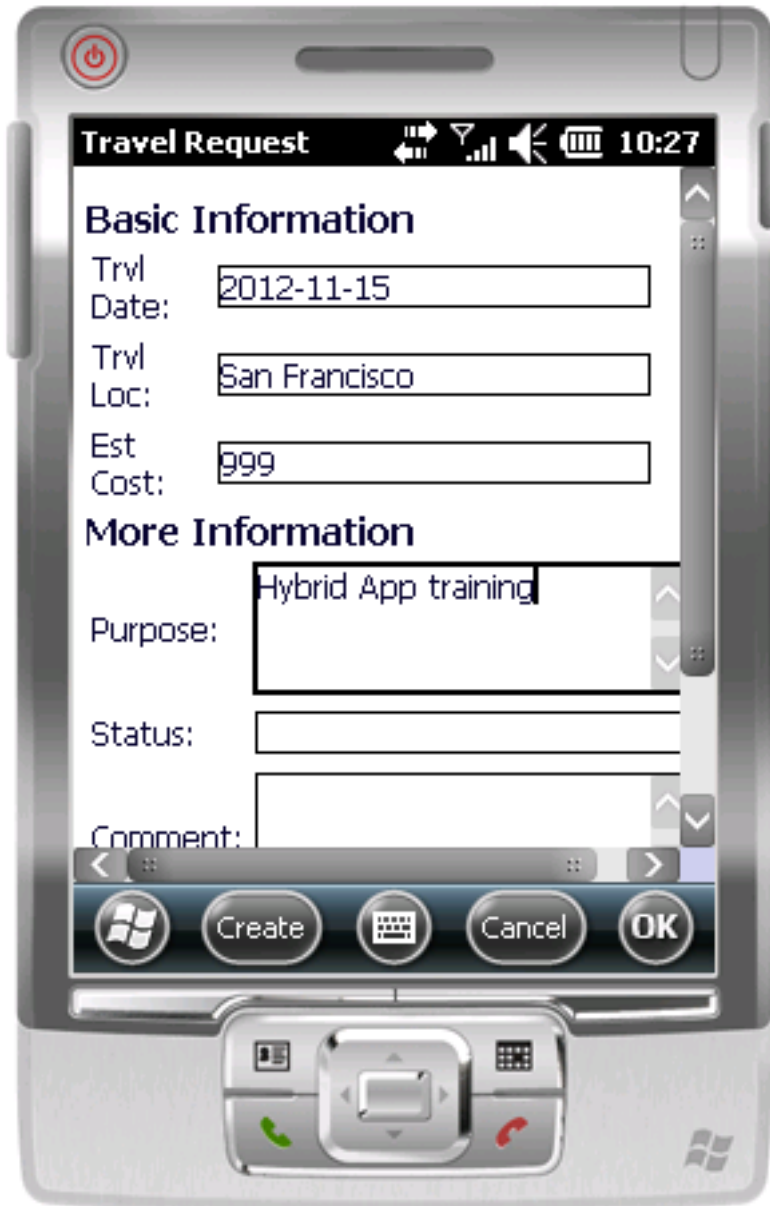 Travel Request 10:27
Basic Information
Trvl
Date:
2012-11-15
Trvl
Loc:
San Francisco
Est
Cost:
999
More Information
Purpose:
Hybrid App training
Status:
Comment:
Create Cancel OK